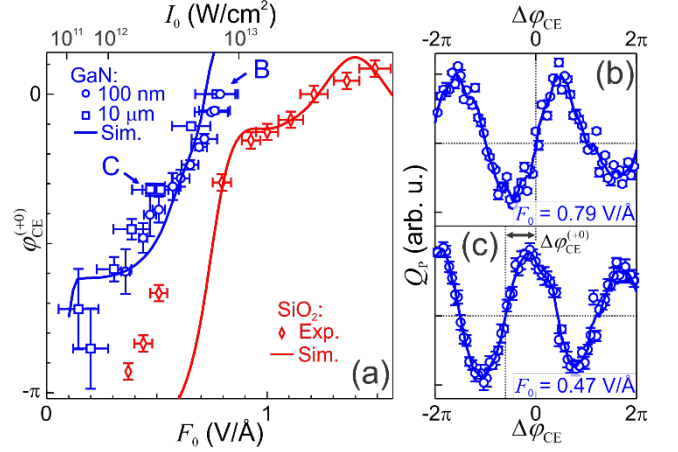 I₀ (W/cm²)
10¹¹ 10¹² 10¹³
GaN:
100 nm
10 μm
Sim.
B
C
0
-π
φ_CE^(+0)
SiO₂:
Exp.
Sim.
(a)
0 1
F₀ (V/Å)
Δφ_CE
-2π 0 2π
(b)
F₀ = 0.79 V/Å
Q_P (arb. u.)
(c)
Δφ_CE^(+0)
F₀ = 0.47 V/Å
-2π 0 2π
Δφ_CE